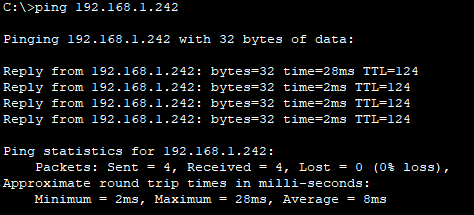 C:\>ping 192.168.1.242
Pinging 192.168.1.242 with 32 bytes of data:
Reply from 192.168.1.242: bytes=32 time=28ms TTL=124
Reply from 192.168.1.242: bytes=32 time=2ms TTL=124
Reply from 192.168.1.242: bytes=32 time=2ms TTL=124
Reply from 192.168.1.242: bytes=32 time=2ms TTL=124
Ping statistics for 192.168.1.242:
Packets: Sent = 4, Received = 4, Lost = 0 (0% loss),
Approximate round trip times in milli-seconds:
Minimum = 2ms, Maximum = 28ms, Average = 8ms